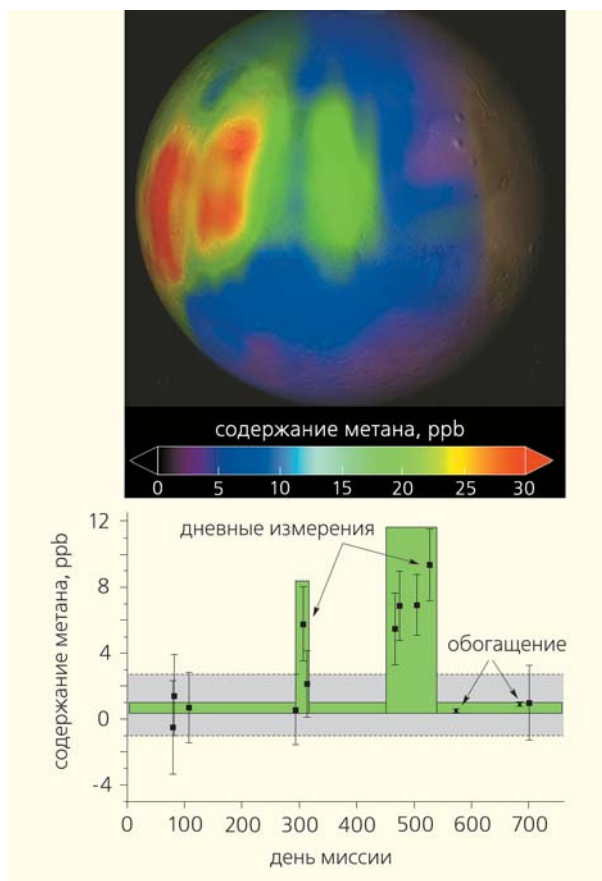 содержание метана, ppb
0 5 10 15 20 25 30
содержание метана, ppb
12
8
4
0
-4
дневные измерения
обогащение
0 100 200 300 400 500 600 700
день миссии